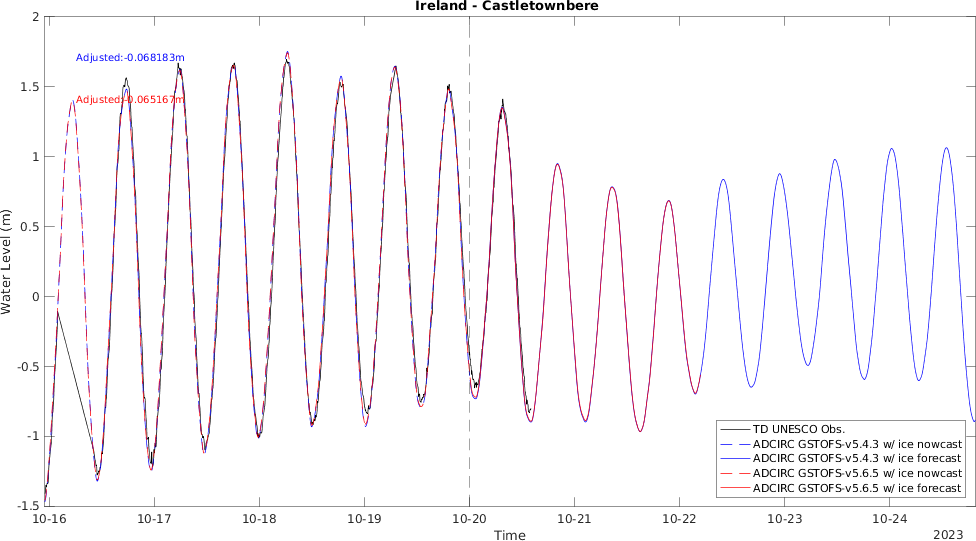 Ireland - Castletownbere
Adjusted:-0.068183m
Adjusted:-0.065167m
2
1.5
1
0.5
0
-0.5
-1
-1.5
Water Level (m)
TD UNESCO Obs.
ADCIRC GSTOFS-v5.4.3 w/ ice nowcast
ADCIRC GSTOFS-v5.4.3 w/ ice forecast
ADCIRC GSTOFS-v5.6.5 w/ ice nowcast
ADCIRC GSTOFS-v5.6.5 w/ ice forecast
10-16 10-17 10-18 10-19 10-20 10-21 10-22 10-23 10-24
Time
2023